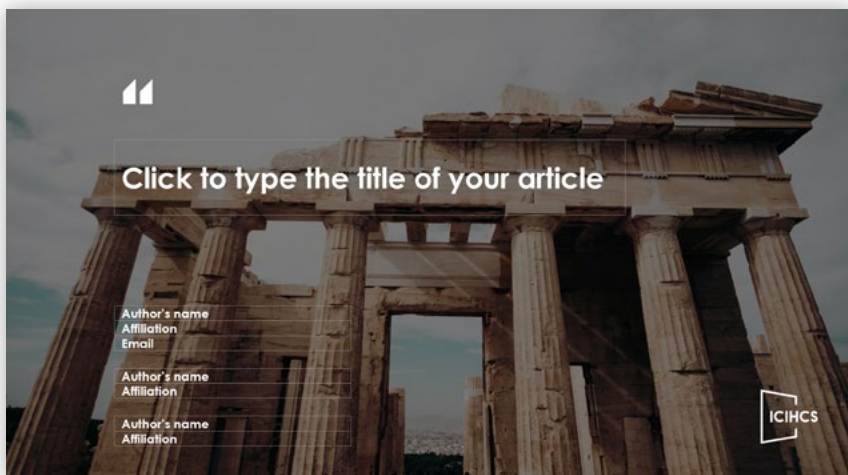 Click to type the title of your article
Author's name
Affiliation
Email
Author's name
Affiliation
Author's name
Affiliation
ICIHCS